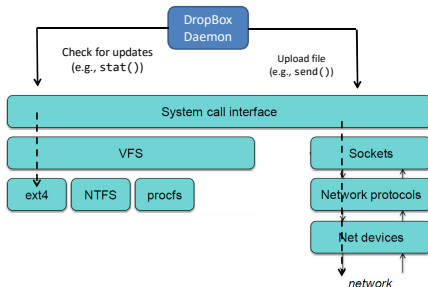 DropBox
Daemon
Check for updates
(e.g., stat())
Upload file
(e.g., send())
System call interface
VFS
Sockets
ext4
NTFS
procfs
Network protocols
Net devices
network